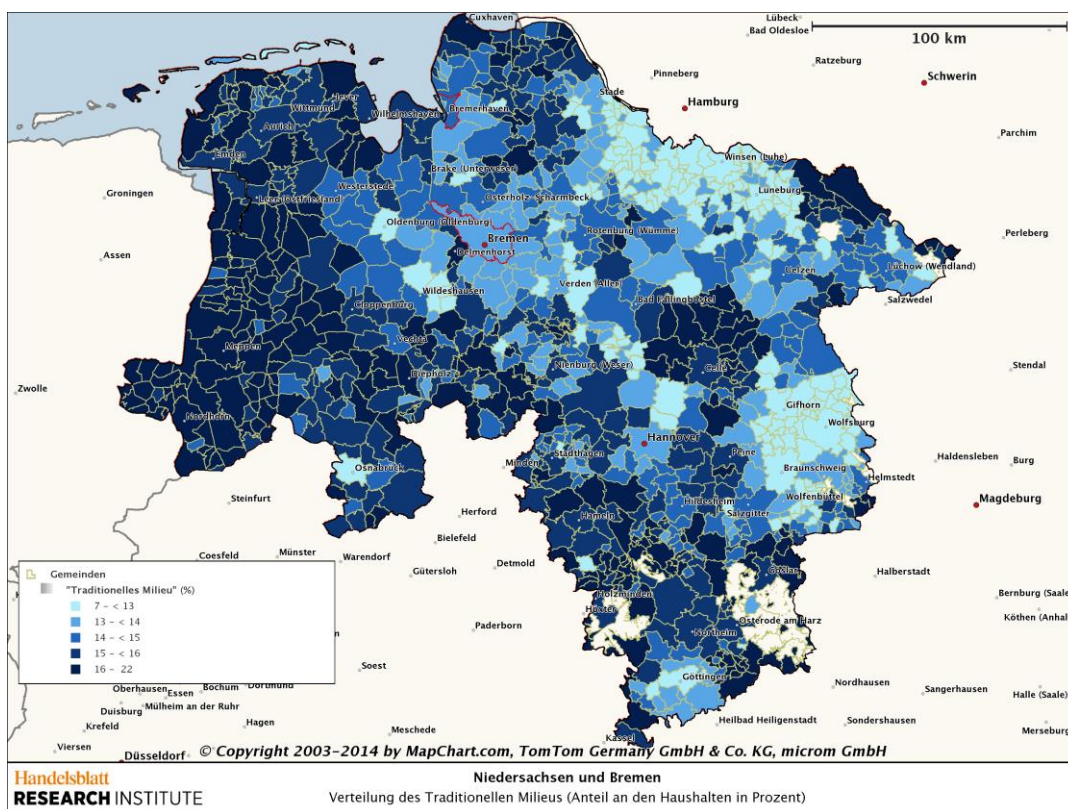 Cuxhaven
Lübeck
Bad Oldesloe
100 km
Ratzeburg
Pinneberg
Schwerin
Stade
Hamburg
Jever
Wittmund
Wilhelmshaven
Bremerhaven
Aurich
Parchim
Emden
Winsen (Luhe)
Brake (Unterweser)
Groningen
Westerstede
Lüneburg
Leer(Ostfriesland)
Osterholz-Scharmbeck
Oldenburg (Oldenburg)
Rotenburg (Wümme)
Perleberg
Bremen
Assen
Delmenhorst
Lüchow (Wendland)
Uelzen
Wildeshausen
Verden (Aller)
Bad Fallingbostel
Salzwedel
Cloppenburg
Vechta
Meppen
Nienburg (Weser)
Celle
Stendal
Diepholz
Zwolle
Gifhorn
Nordhorn
Wolfsburg
Hannover
Stadthagen
Peine
Minden
Haldensleben
Burg
Osnabrück
Braunschweig
Helmstedt
Steinfurt
Wolfenbüttel
Hildesheim
Magdeburg
Herford
Salzgitter
Hameln
Bielefeld
Coesfeld
Münster
Warendorf
Detmold
Gütersloh
Goslar
Halberstadt
Gemeinden
"Traditionelles Milieu" (%)
7 - < 13
13 - < 14
14 - < 15
15 - < 16
16 - 22
Bernburg (Saale)
Holzminden
Höxter
Köthen (Anhal
Osterode am Harz
Paderborn
Northeim
Soest
Göttingen
Nordhausen
Sangerhausen
Halle (Saale)
Oberhausen
Essen
Bochum
Dortmund
Duisburg
Mülheim an der Ruhr
Heilbad Heiligenstadt
Sondershausen
Merseburg
Krefeld
Hagen
Meschede
Kassel
Viersen
Düsseldorf
© Copyright 2003-2014 by MapChart.com, TomTom Germany GmbH & Co. KG, microm GmbH
Handelsblatt
RESEARCH INSTITUTE
Niedersachsen und Bremen
Verteilung des Traditionellen Milieus (Anteil an den Haushalten in Prozent)